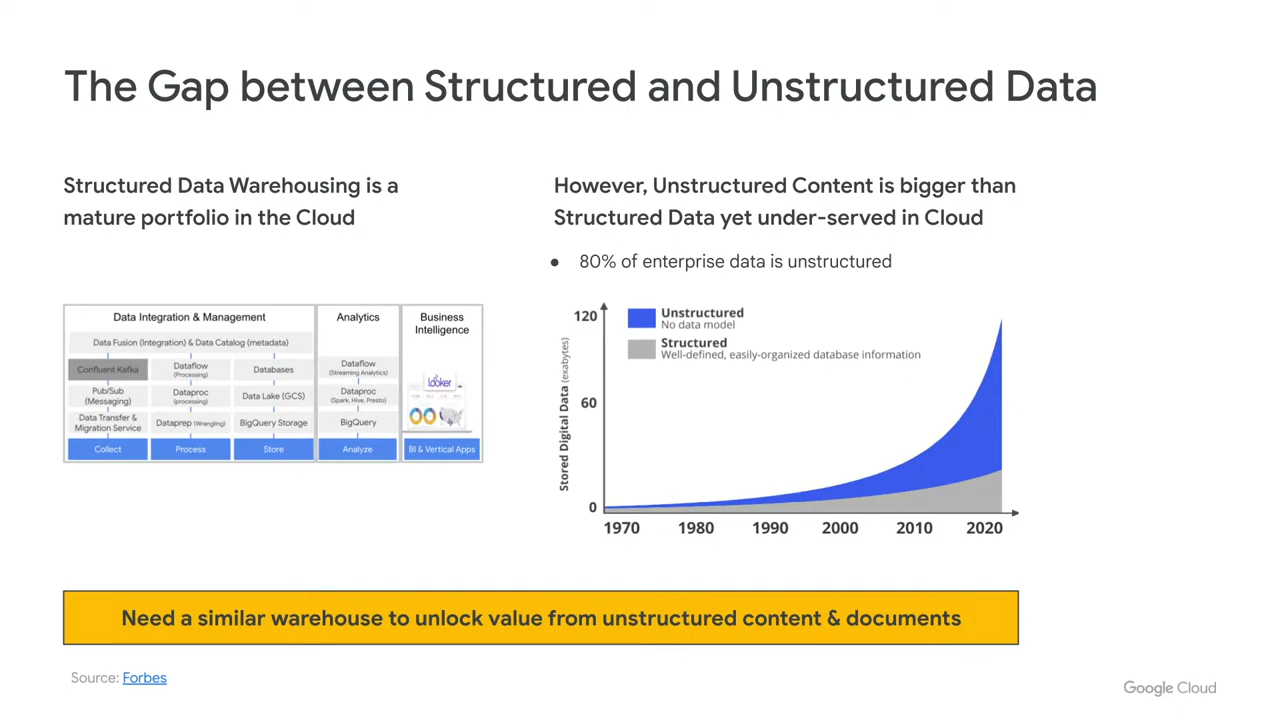 The Gap between Structured and Unstructured Data
Structured Data Warehousing is a
mature portfolio in the Cloud
Data Integration & Management
Analytics
Business
Intelligence
Data Fusion (Integration) & Data Catalog (metadata)
Confluent Kafka
Dataflow
(Processing)
Databases
Dataflow
(Streaming Analytics)
looker
Pub/Sub
(Messaging)
Dataproc
(processing)
Data Lake (GCS)
Dataproc
(Spark, Hive, Presto)
Data Transfer &
Migration Service
Dataprep (Wrangling)
BigQuery Storage
BigQuery
Collect
Process
Store
Analyze
BI & Vertical Apps
However, Unstructured Content is bigger than
Structured Data yet under-served in Cloud
● 80% of enterprise data is unstructured
Unstructured
No data model
Structured
Well-defined, easily-organized database information
Stored Digital Data (exabytes)
120
60
0
1970 1980 1990 2000 2010 2020
Need a similar warehouse to unlock value from unstructured content & documents
Source: Forbes
Google Cloud